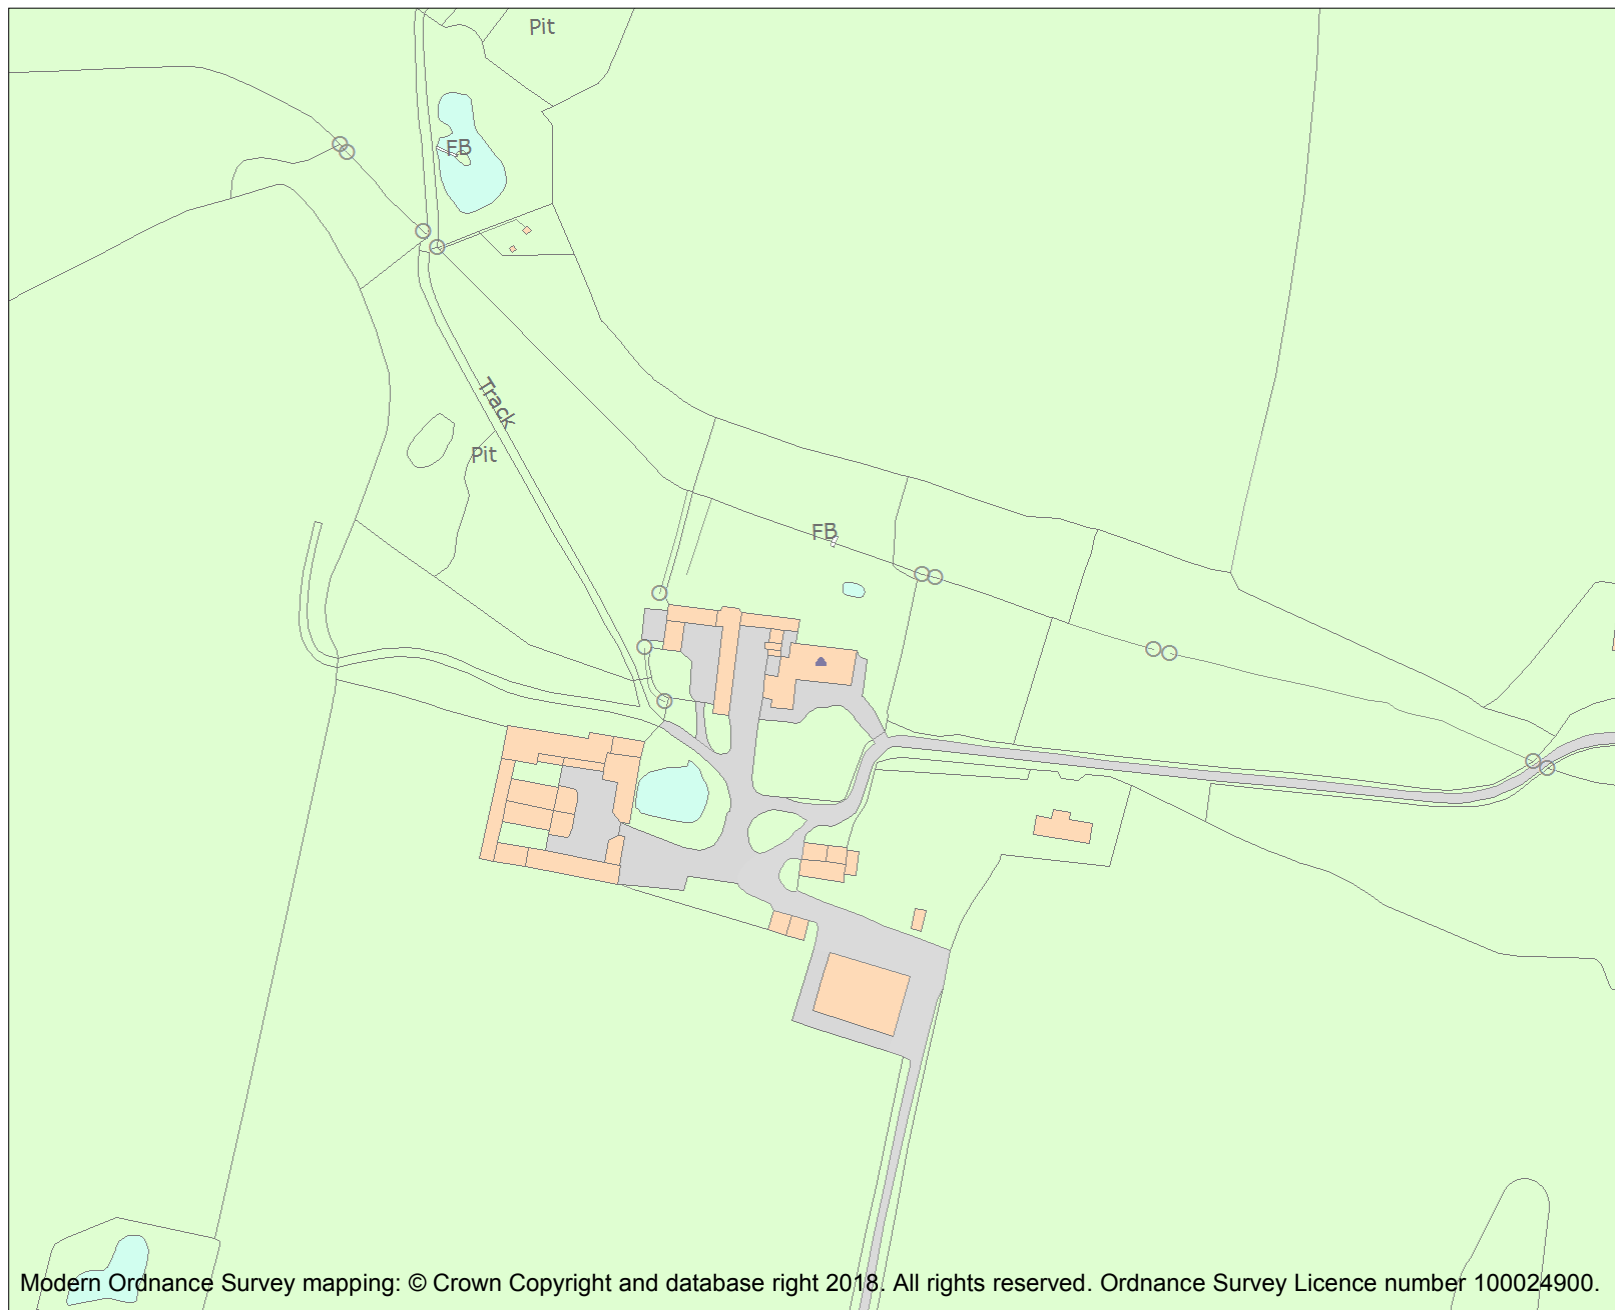 Pit
FB
Track
Pit
FB
Modern Ordnance Survey mapping: © Crown Copyright and database right 2018. All rights reserved. Ordnance Survey Licence number 100024900.